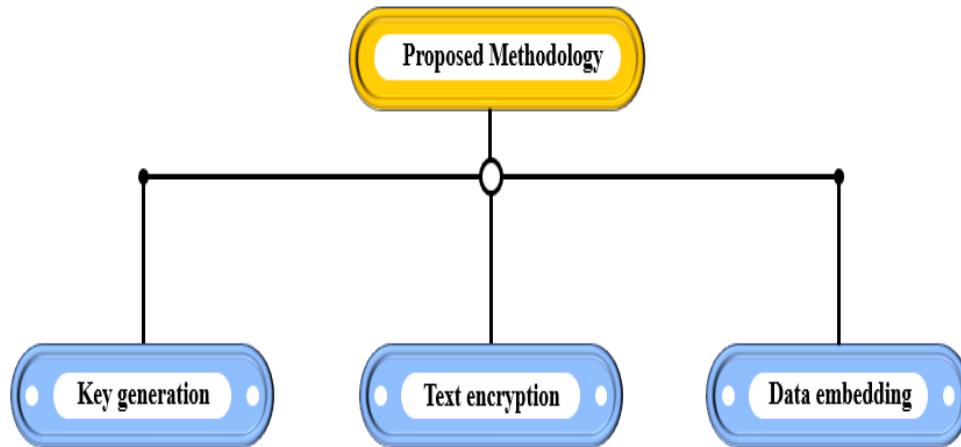 Proposed Methodology
Key generation
Text encryption
Data embedding